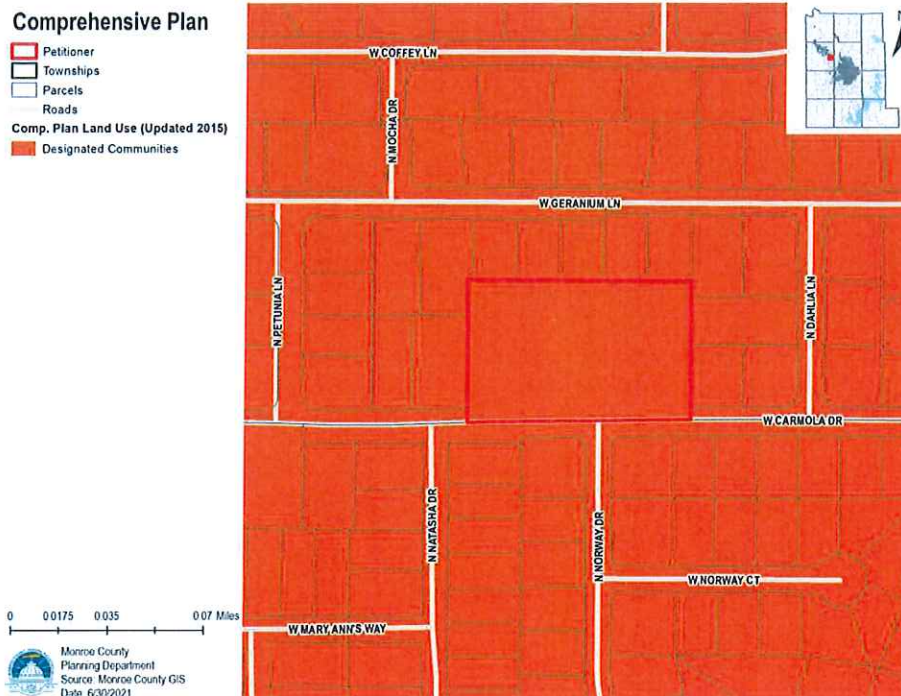 Comprehensive Plan
Petitioner
Townships
Parcels
Roads
Comp. Plan Land Use (Updated 2015)
Designated Communities
W COFFEY LN
N MOCHA DR
W GERANIUM LN
N PETUNIA LN
N DAHLIA LN
W CARMOLA DR
N NATASHA DR
N NORWAY DR
W NORWAY CT
W MARY ANN'S WAY
0 0.0175 0.035 0.07 Miles
Monroe County
Planning Department
Source: Monroe County GIS
Date: 6/30/2021